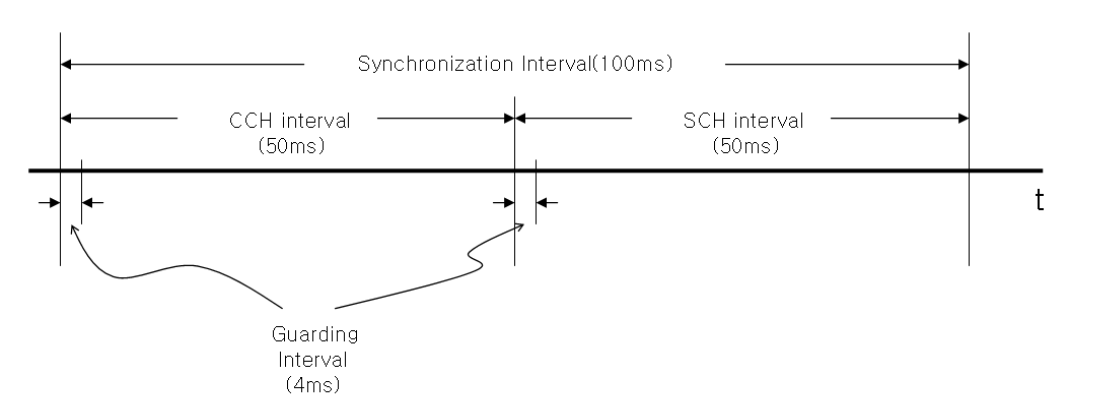 Synchronization Interval(100ms)
CCH interval
(50ms)
SCH interval
(50ms)
t
Guarding
Interval
(4ms)